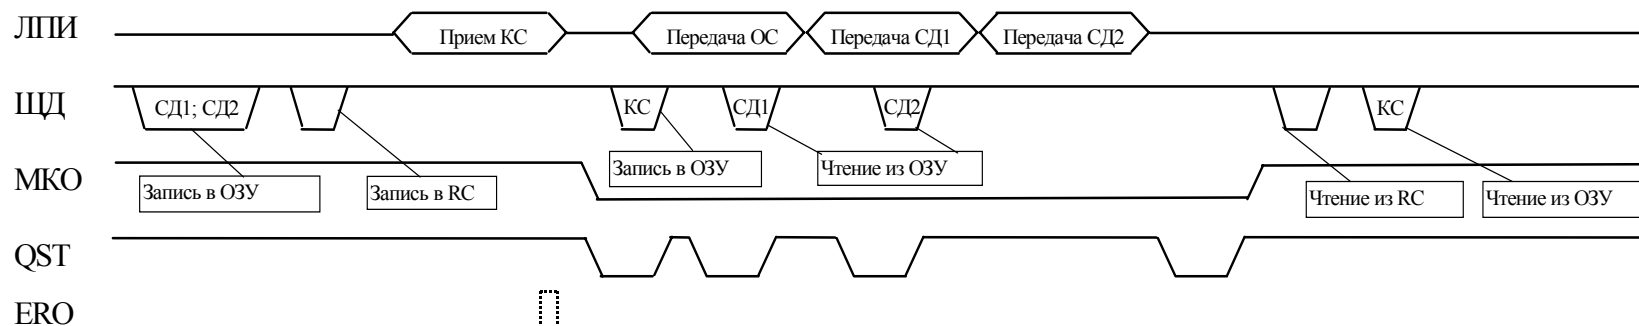 ЛПИ
Прием КС
Передача ОС
Передача СД1
Передача СД2
ЩД
СД1; СД2
КС
СД1
СД2
КС
МКО
Запись в ОЗУ
Запись в RC
Запись в ОЗУ
Чтение из ОЗУ
Чтение из RC
Чтение из ОЗУ
QST
ERO